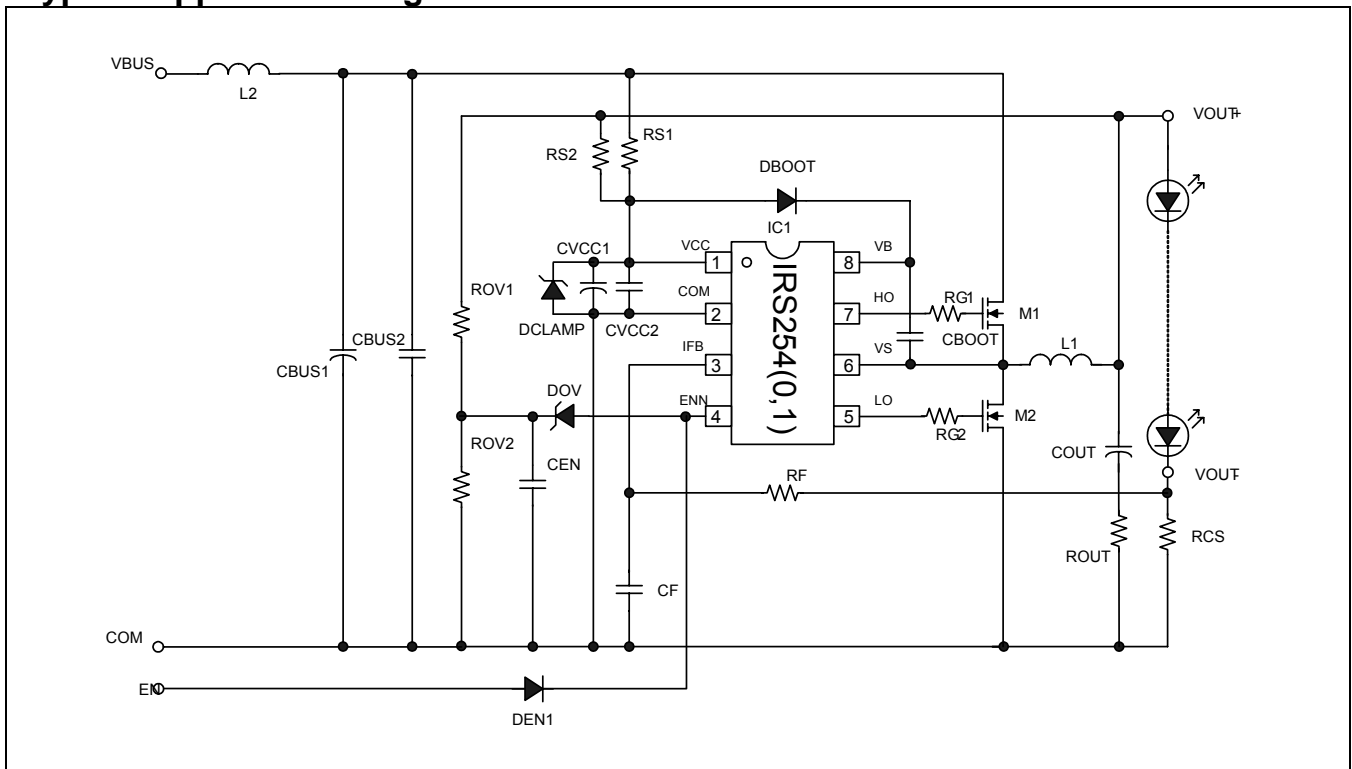 VBUS
L2
VOUT+
RS2
RS1
DBOOT
IC1
CVCC1
VCC
1
8
VB
COM
2
7
HO
RG1
M1
ROV1
DCLAMP
CVCC2
IRS254(0,1)
CBOOT
L1
CBUS2
IFB
3
6
VS
CBUS1
DOV
ENN
4
5
LO
M2
ROV2
RG2
CEN
COUT
RF
VOUT-
ROUT
RCS
CF
COM
EN
DEN1